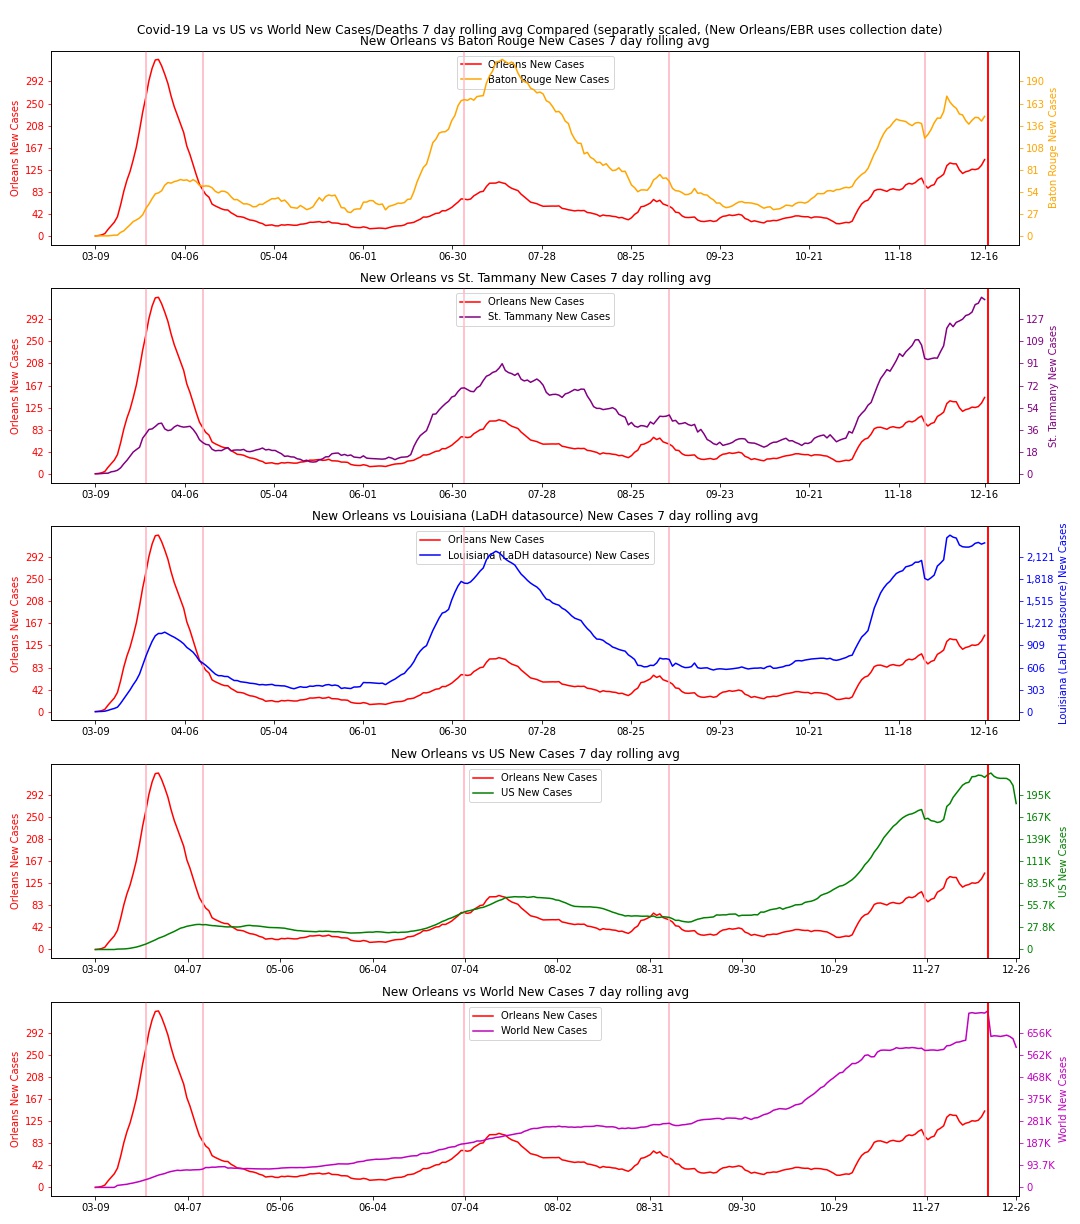 Covid-19 La vs US vs World New Cases/Deaths 7 day rolling avg Compared (separatly scaled, (New Orleans/EBR uses collection date)
New Orleans vs Baton Rouge New Cases 7 day rolling avg
Orleans New Cases
Baton Rouge New Cases
292
250
208
167
125
83
42
0
Orleans New Cases
190
163
136
108
81
54
27
0
Baton Rouge New Cases
03-09 04-06 05-04 06-01 06-30 07-28 08-25 09-23 10-21 11-18 12-16
New Orleans vs St. Tammany New Cases 7 day rolling avg
Orleans New Cases
St. Tammany New Cases
292
250
208
167
125
83
42
0
Orleans New Cases
127
109
91
72
54
36
18
0
St. Tammany New Cases
03-09 04-06 05-04 06-01 06-30 07-28 08-25 09-23 10-21 11-18 12-16
New Orleans vs Louisiana (LaDH datasource) New Cases 7 day rolling avg
Orleans New Cases
Louisiana (LaDH datasource) New Cases
292
250
208
167
125
83
42
0
Orleans New Cases
2,121
1,818
1,515
1,212
909
606
303
0
Louisiana (LaDH datasource) New Cases
03-09 04-06 05-04 06-01 06-30 07-28 08-25 09-23 10-21 11-18 12-16
New Orleans vs US New Cases 7 day rolling avg
Orleans New Cases
US New Cases
292
250
208
167
125
83
42
0
Orleans New Cases
195K
167K
139K
111K
83.5K
55.7K
27.8K
0
US New Cases
03-09 04-07 05-06 06-04 07-04 08-02 08-31 09-30 10-29 11-27 12-26
New Orleans vs World New Cases 7 day rolling avg
Orleans New Cases
World New Cases
292
250
208
167
125
83
42
0
Orleans New Cases
656K
562K
468K
375K
281K
187K
93.7K
0
World New Cases
03-09 04-07 05-06 06-04 07-04 08-02 08-31 09-30 10-29 11-27 12-26